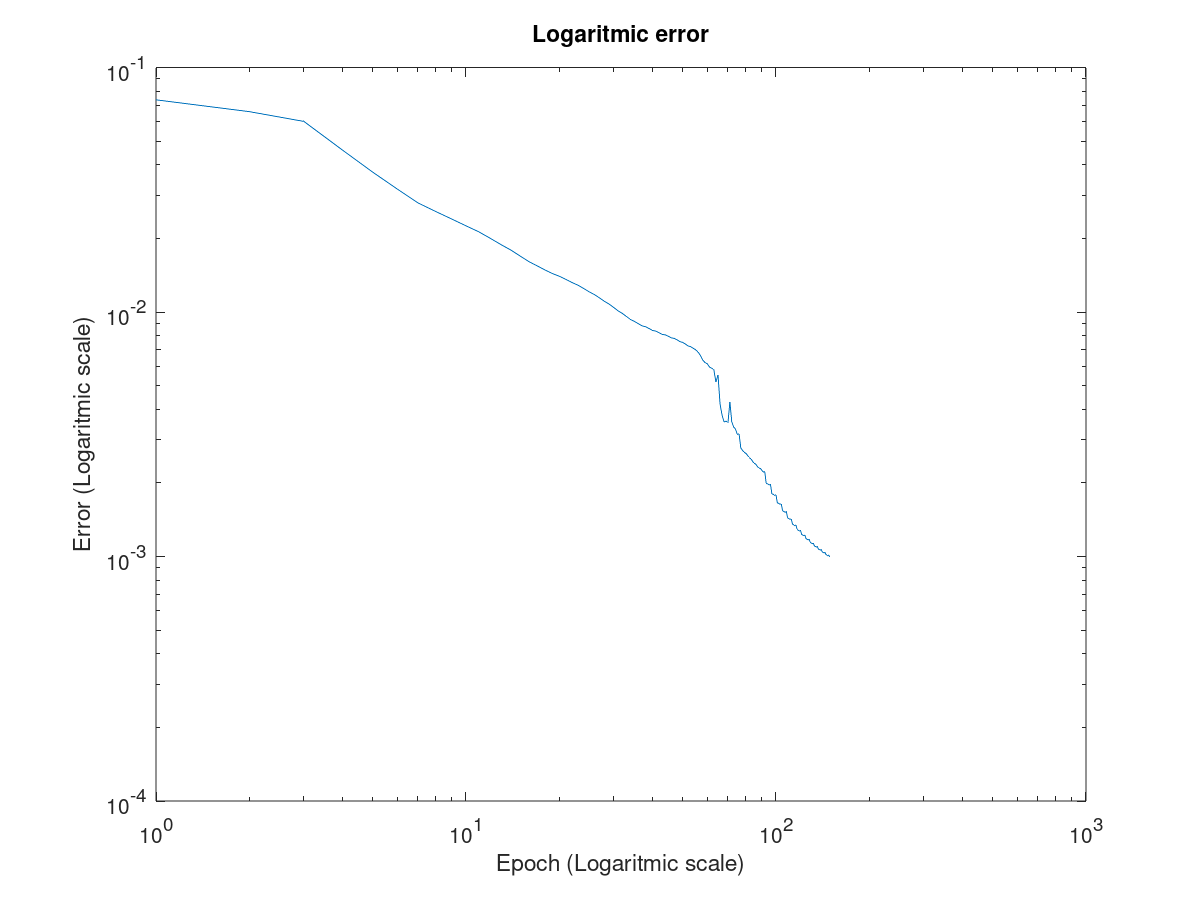 Logaritmic error
10^-1
10^-2
10^-3
10^-4
Error (Logaritmic scale)
10^0 10^1 10^2 10^3
Epoch (Logaritmic scale)